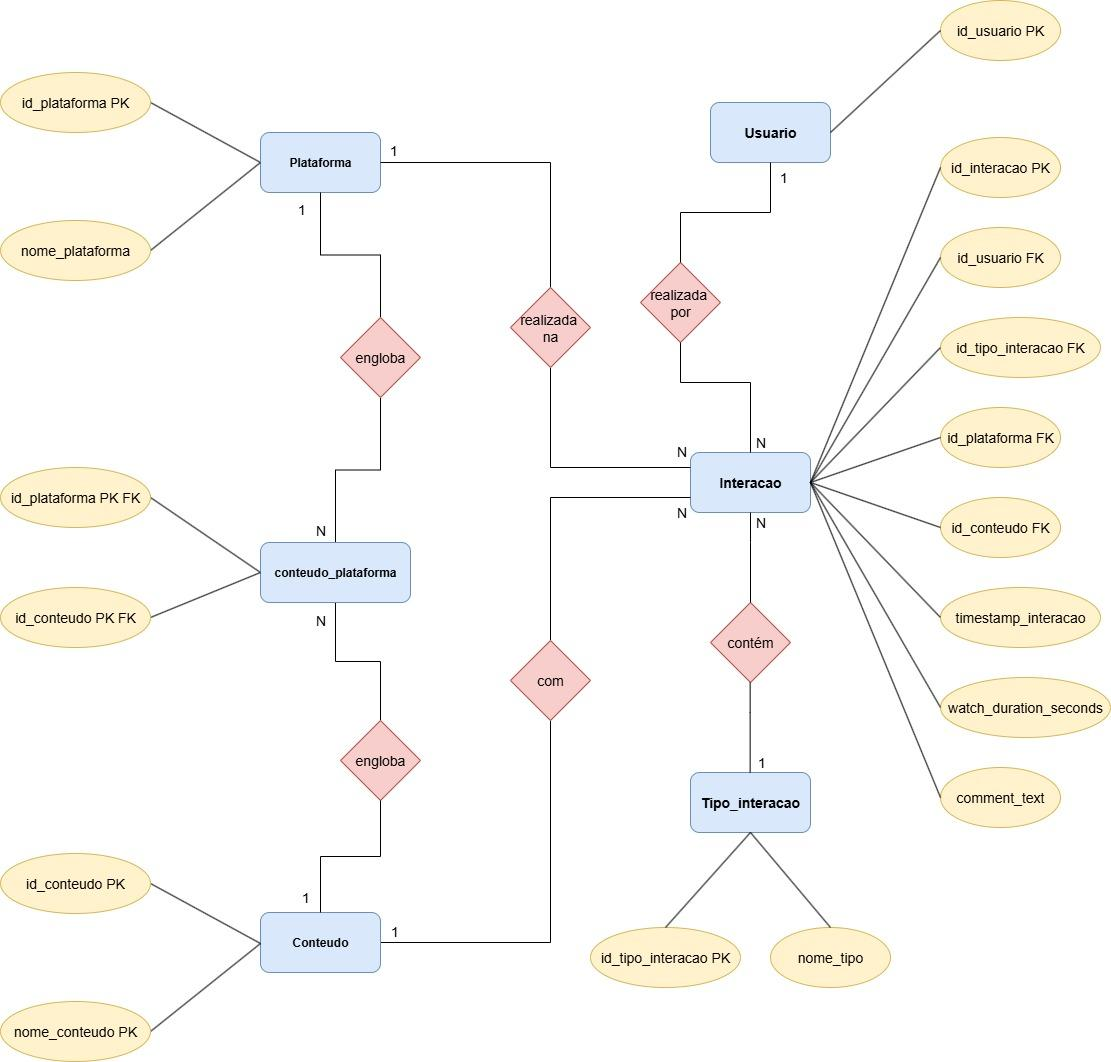 id_usuario PK
id_plataforma PK
Usuario
1
Plataforma
id_interacao PK
1
1
nome_plataforma
id_usuario FK
realizada
por
realizada
na
engloba
id_tipo_interacao FK
id_plataforma FK
N
N
Interacao
id_plataforma PK FK
N
N
N
id_conteudo FK
conteudo_plataforma
id_conteudo PK FK
N
timestamp_interacao
contém
com
watch_duration_seconds
engloba
1
Tipo_interacao
comment_text
id_conteudo PK
1
1
Conteudo
id_tipo_interacao PK
nome_tipo
nome_conteudo PK